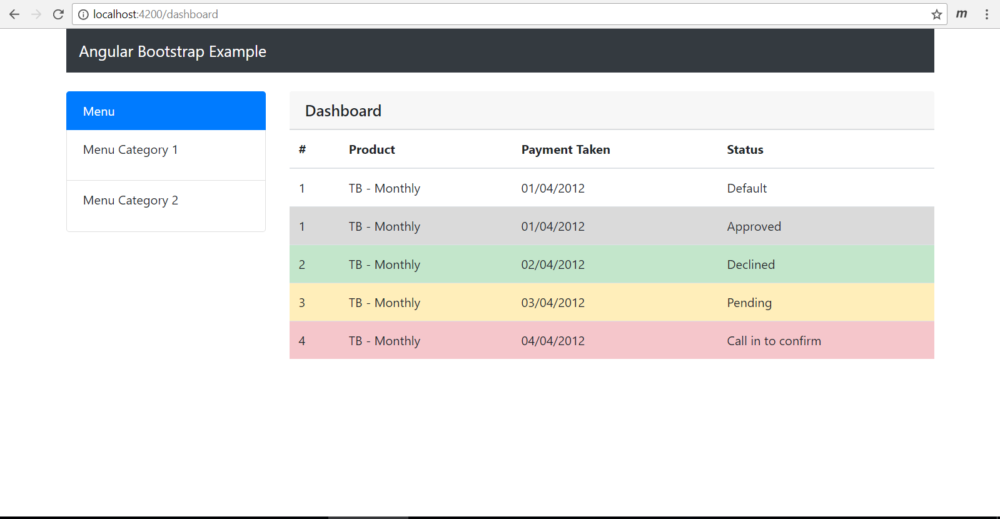 localhost:4200/dashboard
m
Angular Bootstrap Example
Menu
Menu Category 1
Menu Category 2
Dashboard
# Product Payment Taken Status
1 TB - Monthly 01/04/2012 Default
1 TB - Monthly 01/04/2012 Approved
2 TB - Monthly 02/04/2012 Declined
3 TB - Monthly 03/04/2012 Pending
4 TB - Monthly 04/04/2012 Call in to confirm